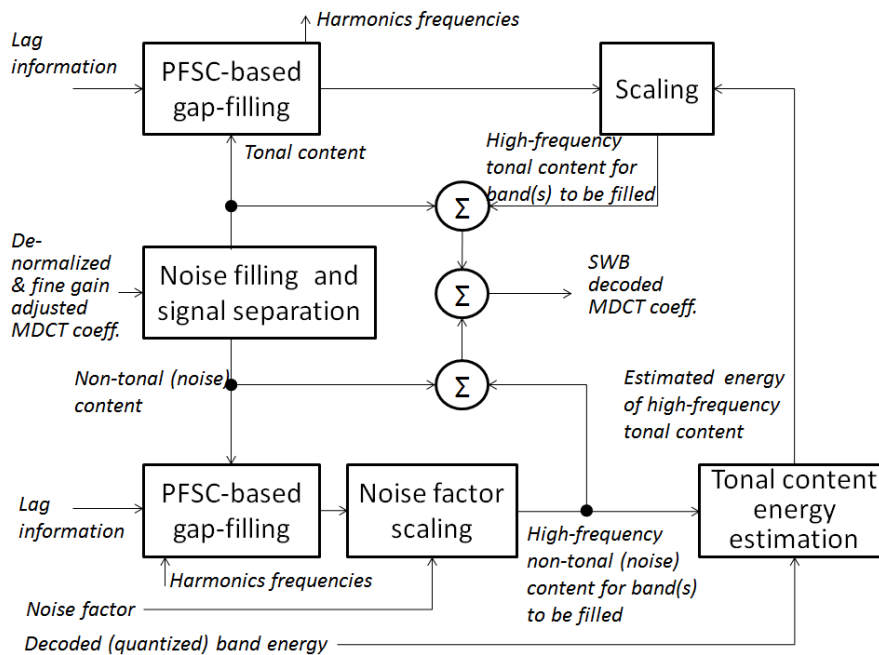 Harmonics frequencies
Lag
information
PFSC-based
gap-filling
Scaling
Tonal content
High-frequency
tonal content for
band(s) to be filled
Σ
De-
normalized
& fine gain
adjusted
MDCT coeff.
Noise filling and
signal separation
Σ
SWB
decoded
MDCT coeff.
Non-tonal (noise)
content
Σ
Estimated energy
of high-frequency
tonal content
Lag
information
PFSC-based
gap-filling
Noise factor
scaling
High-frequency
non-tonal (noise)
content for band(s)
to be filled
Tonal content
energy
estimation
Harmonics frequencies
Noise factor
Decoded (quantized) band energy